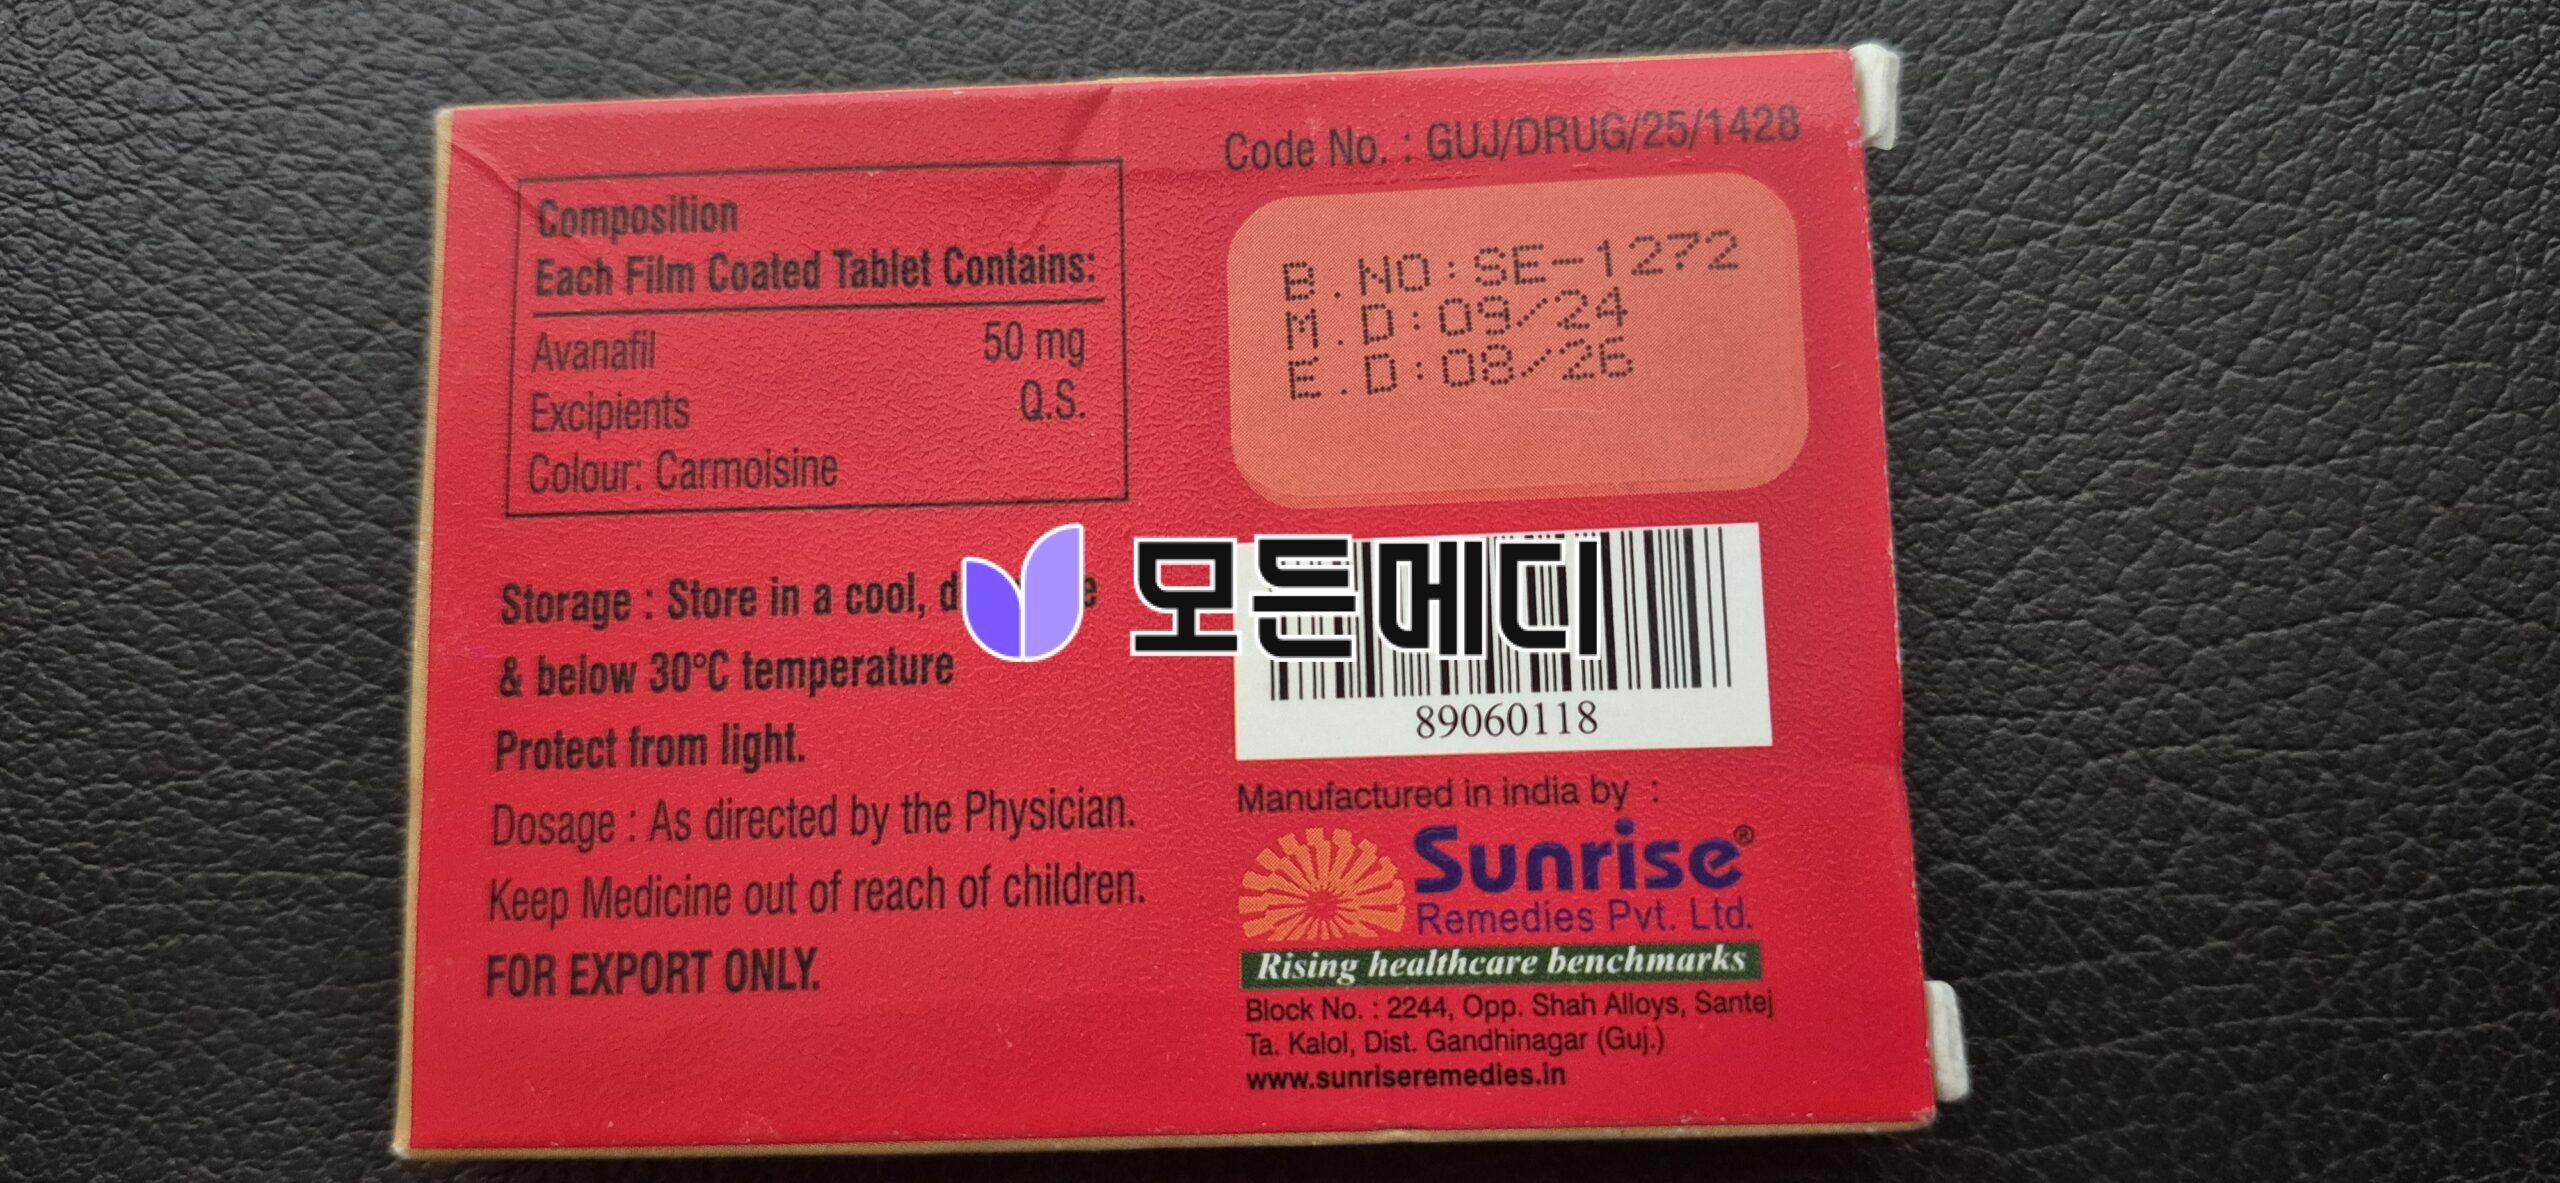 Composition
Each Film Coated Tablet Contains:
Avanafil 50 mg
Excipients Q.S.
Colour: Carmoisine
Storage : Store in a cool,
& below 30°C temperature
Protect from light.
Dosage : As directed by the Physician.
Keep Medicine out of reach of children.
FOR EXPORT ONLY.
Code No. : GUJ/DRUG/25/1428
B.NO:SE-1272
M.D:09/24
E.D:08/26
모든메디
89060118
Manufactured in india by :
Sunrise®
Remedies Pvt. Ltd.
Rising healthcare benchmarks
Block No. : 2244, Opp. Shah Alloys, Santej
Ta. Kalol, Dist. Gandhinagar (Guj.)
www.sunriseremedies.in